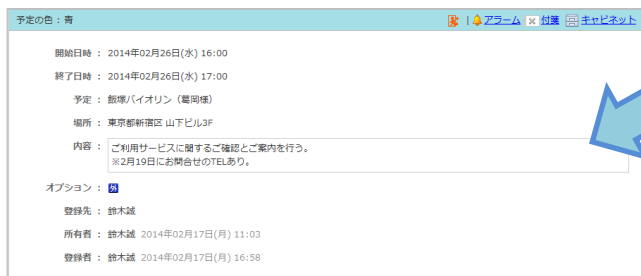 予定の色：青 | アラーム 付箋 キャビネット
開始日時 ： 2014年02月26日(水) 16:00
終了日時 ： 2014年02月26日(水) 17:00
予定 ： 飯塚バイオリン（葛岡様）
場所 ： 東京都新宿区 山下ビル3F
内容 ： ご利用サービスに関するご確認とご案内を行う。
※2月19日にお問合せのTELあり。
オプション ： 外
登録先 ： 鈴木誠
所有者 ： 鈴木誠 2014年02月17日(月) 11:03
登録者 ： 鈴木誠 2014年02月17日(月) 16:58